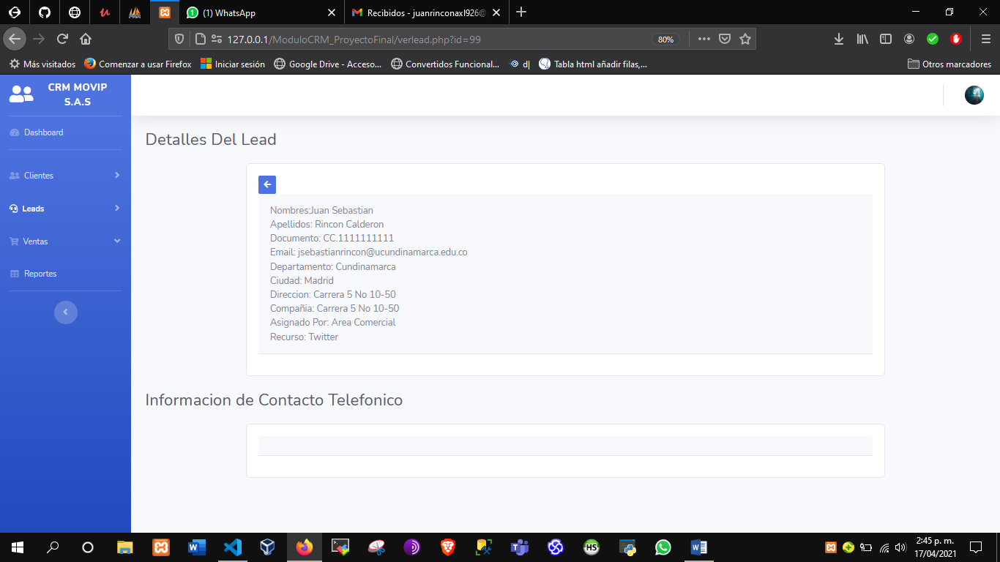 (1) WhatsApp
Recibidos - juanrinconaxl926@
127.0.0.1/ModuloCRM_ProyectoFinal/verlead.php?id=99
80%
Más visitados
Comenzar a usar Firefox
Iniciar sesión
Google Drive - Acceso...
Convertidos Funcional...
d|
Tabla html añadir filas,...
Otros marcadores
CRM MOVIP
S.A.S
Dashboard
Clientes
Leads
Ventas
Reportes
Detalles Del Lead
Nombres:Juan Sebastian
Apellidos: Rincon Calderon
Documento: CC.1111111111
Email: jsebastianrincon@ucundinamarca.edu.co
Departamento: Cundinamarca
Ciudad: Madrid
Direccion: Carrera 5 No 10-50
Compañia: Carrera 5 No 10-50
Asignado Por: Area Comercial
Recurso: Twitter
Informacion de Contacto Telefonico
HS
2:45 p. m.
17/04/2021